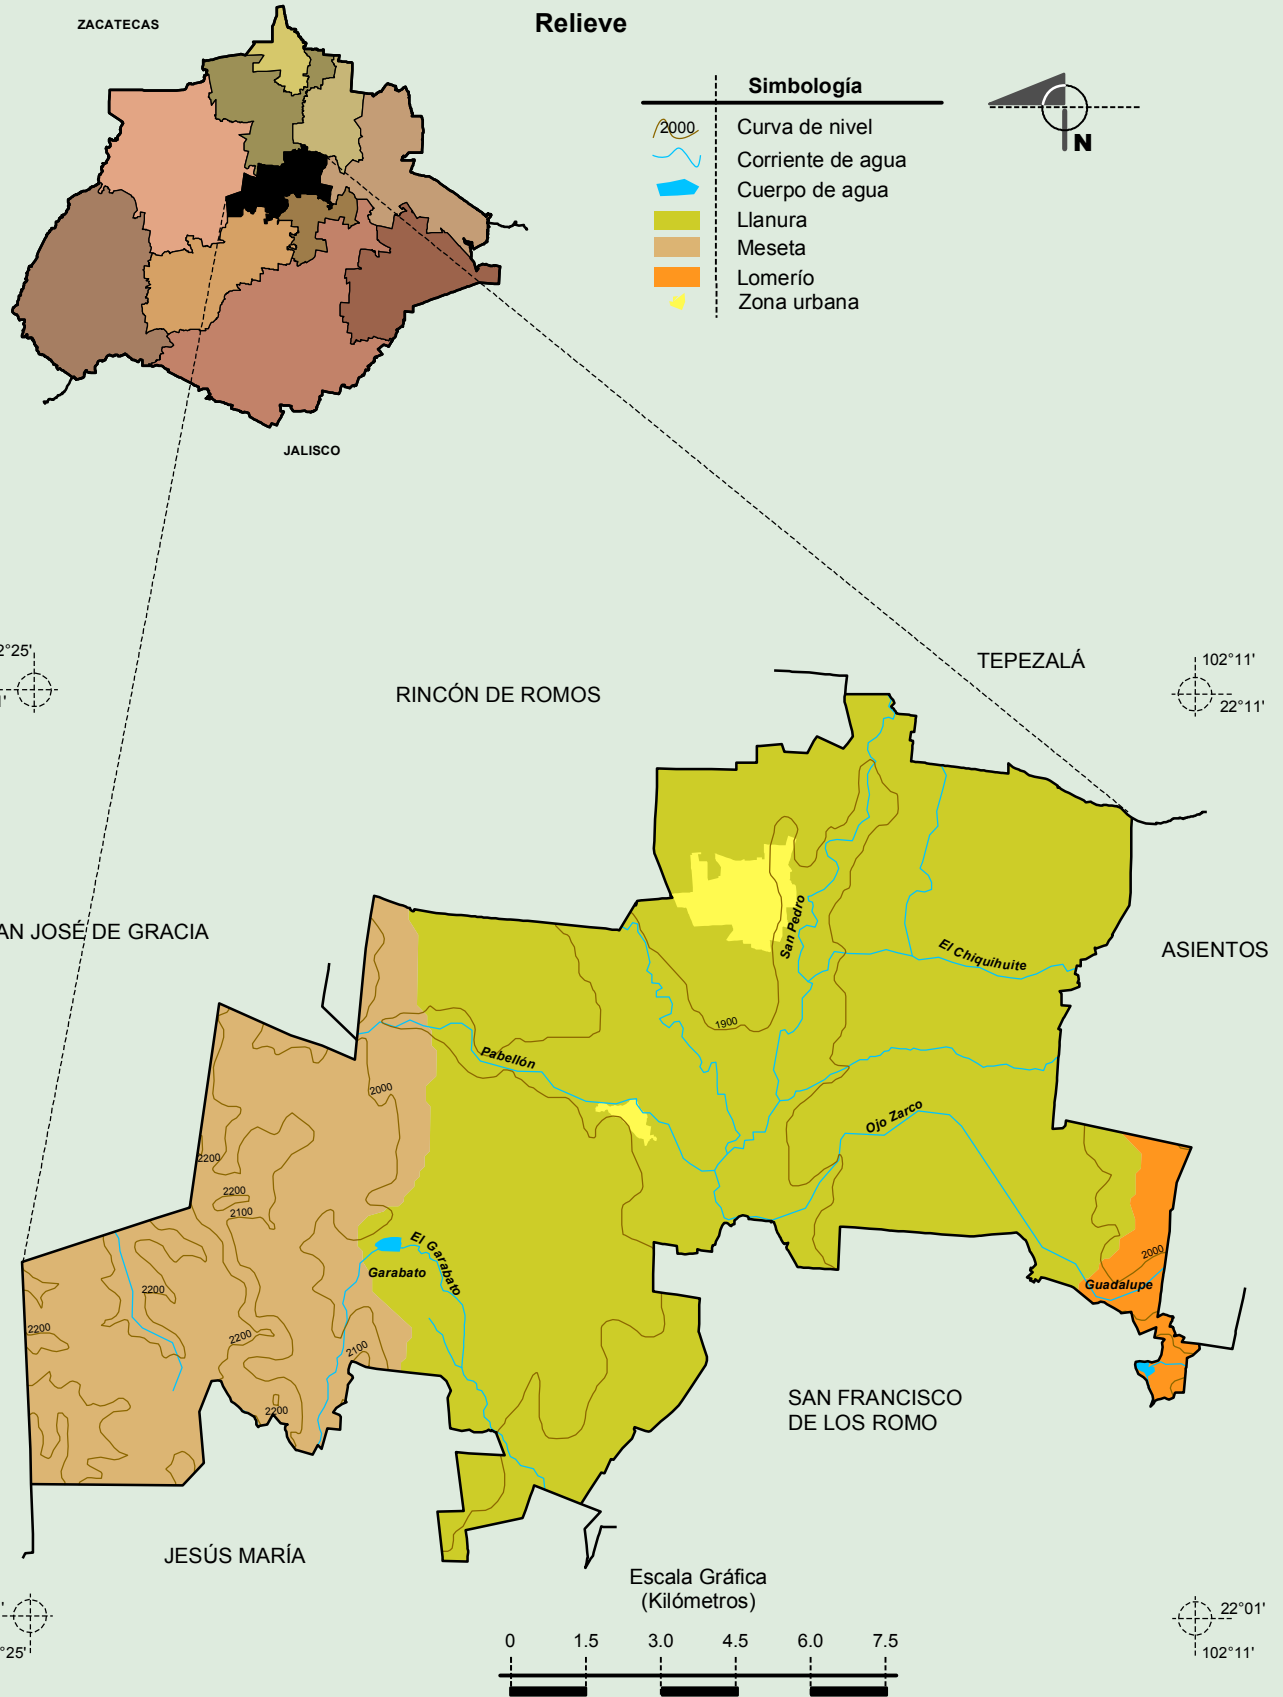 Relieve
ZACATECAS
JALISCO
Simbología
2000 Curva de nivel
Corriente de agua
Cuerpo de agua
Llanura
Meseta
Lomerío
Zona urbana
N
2°25'
1'
RINCÓN DE ROMOS
TEPEZALÁ
102°11'
22°11'
AN JOSÉ DE GRACIA
ASIENTOS
San Pedro
El Chiquihuite
1900
Pabellón
2000
Ojo Zarco
2200
2200
2100
El Garabato
Garabato
2000
Guadalupe
2200
2200
2200
2100
2200
SAN FRANCISCO
DE LOS ROMO
JESÚS MARÍA
Escala Gráfica
(Kilómetros)
0 1.5 3.0 4.5 6.0 7.5
'
°25'
22°01'
102°11'